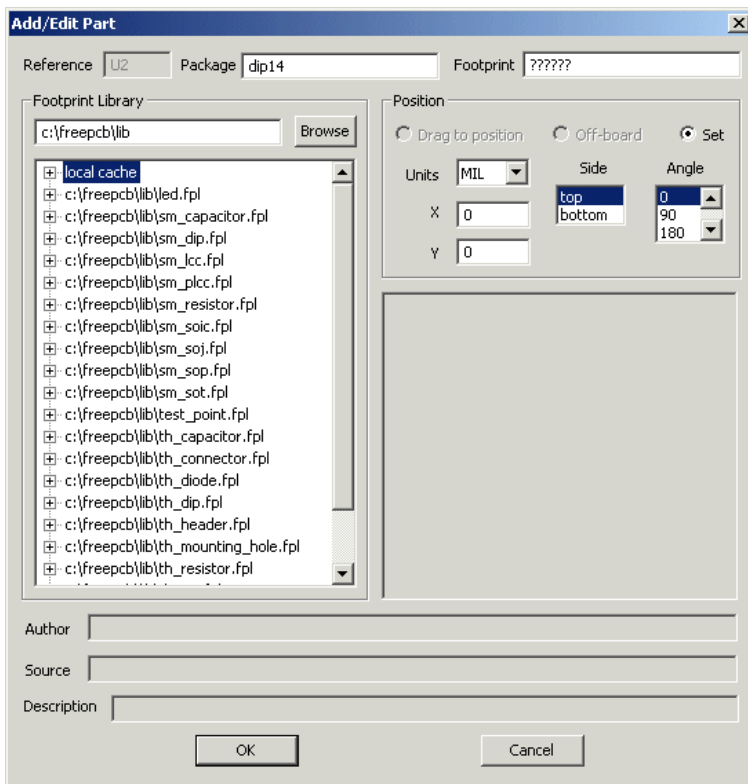 Add/Edit Part
Reference U2 Package dip14 Footprint ??????
Footprint Library
c:\freepcb\lib Browse
local cache
c:\freepcb\lib\led.fpl
c:\freepcb\lib\sm_capacitor.fpl
c:\freepcb\lib\sm_dip.fpl
c:\freepcb\lib\sm_lcc.fpl
c:\freepcb\lib\sm_plcc.fpl
c:\freepcb\lib\sm_resistor.fpl
c:\freepcb\lib\sm_soic.fpl
c:\freepcb\lib\sm_soj.fpl
c:\freepcb\lib\sm_sop.fpl
c:\freepcb\lib\sm_sot.fpl
c:\freepcb\lib\test_point.fpl
c:\freepcb\lib\th_capacitor.fpl
c:\freepcb\lib\th_connector.fpl
c:\freepcb\lib\th_diode.fpl
c:\freepcb\lib\th_dip.fpl
c:\freepcb\lib\th_header.fpl
c:\freepcb\lib\th_mounting_hole.fpl
c:\freepcb\lib\th_resistor.fpl
Position
Drag to position Off-board Set
Units MIL Side Angle
X 0 top 0
bottom 90
Y 0 180
Author
Source
Description
OK Cancel